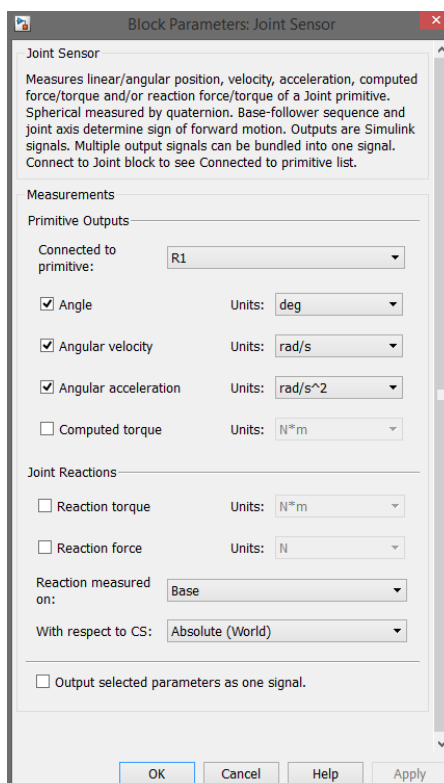 Block Parameters: Joint Sensor
Joint Sensor
Measures linear/angular position, velocity, acceleration, computed
force/torque and/or reaction force/torque of a Joint primitive.
Spherical measured by quaternion. Base-follower sequence and
joint axis determine sign of forward motion. Outputs are Simulink
signals. Multiple output signals can be bundled into one signal.
Connect to Joint block to see Connected to primitive list.
Measurements
Primitive Outputs
Connected to
primitive: R1
Angle Units: deg
Angular velocity Units: rad/s
Angular acceleration Units: rad/s^2
Computed torque Units: N*m
Joint Reactions
Reaction torque Units: N*m
Reaction force Units: N
Reaction measured
on: Base
With respect to CS: Absolute (World)
Output selected parameters as one signal.
OK Cancel Help Apply